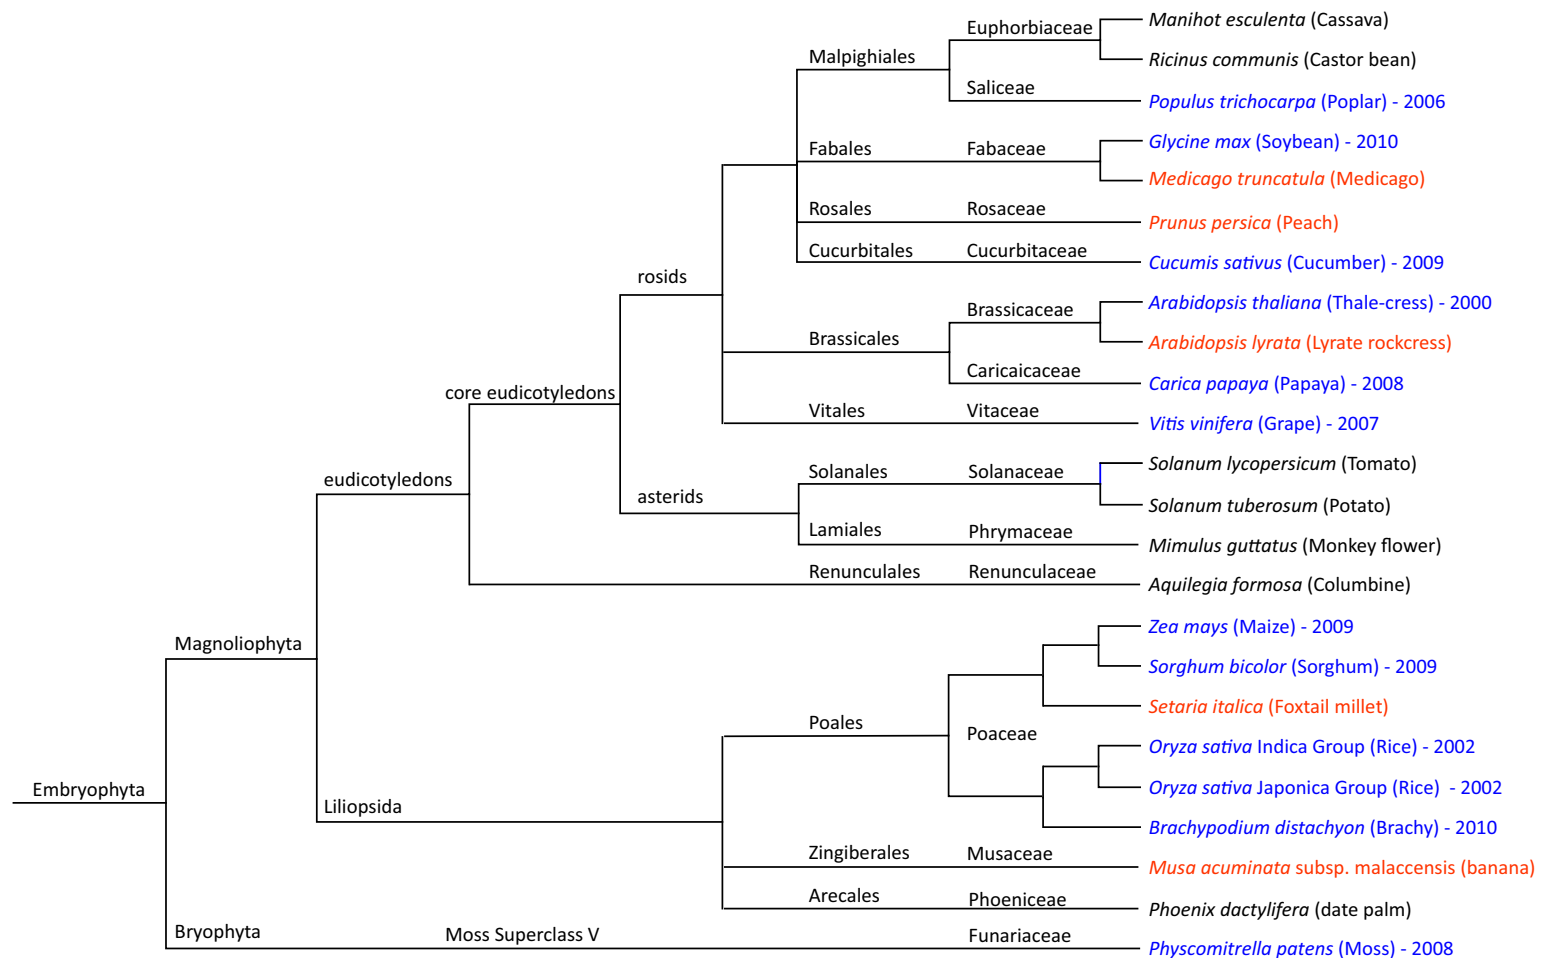 Euphorbiaceae
Manihot esculenta (Cassava)
Malpighiales
Ricinus communis (Castor bean)
Saliceae
Populus trichocarpa (Poplar) - 2006
Fabales
Fabaceae
Glycine max (Soybean) - 2010
Medicago truncatula (Medicago)
Rosales
Rosaceae
Prunus persica (Peach)
Cucurbitales
Cucurbitaceae
Cucumis sativus (Cucumber) - 2009
rosids
Brassicaceae
Arabidopsis thaliana (Thale-cress) - 2000
Brassicales
Arabidopsis lyrata (Lyrate rockcress)
Caricaicaceae
Carica papaya (Papaya) - 2008
core eudicotyledons
Vitales
Vitaceae
Vitis vinifera (Grape) - 2007
eudicotyledons
Solanales
Solanaceae
Solanum lycopersicum (Tomato)
asterids
Solanum tuberosum (Potato)
Lamiales
Phrymaceae
Mimulus guttatus (Monkey flower)
Renunculales
Renunculaceae
Aquilegia formosa (Columbine)
Magnoliophyta
Zea mays (Maize) - 2009
Sorghum bicolor (Sorghum) - 2009
Setaria italica (Foxtail millet)
Poales
Poaceae
Oryza sativa Indica Group (Rice) - 2002
Embryophyta
Oryza sativa Japonica Group (Rice) - 2002
Liliopsida
Brachypodium distachyon (Brachy) - 2010
Zingiberales
Musaceae
Musa acuminata subsp. malaccensis (banana)
Arecales
Phoeniceae
Phoenix dactylifera (date palm)
Bryophyta
Moss Superclass V
Funariaceae
Physcomitrella patens (Moss) - 2008